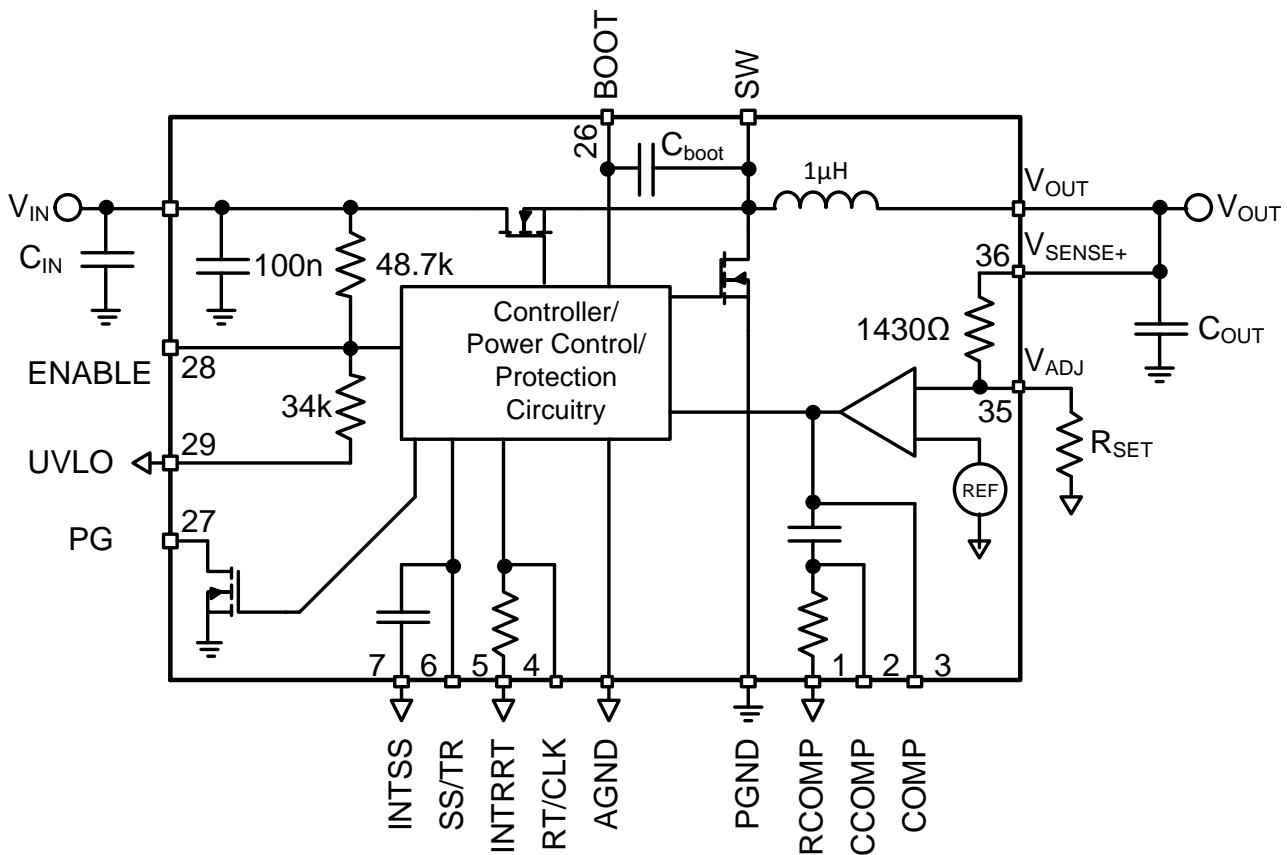 BOOT
SW
26
C_boot
1µH
V_IN
V_OUT
V_OUT
C_IN
100n
48.7k
36
V_SENSE+
Controller/
Power Control/
Protection
Circuitry
1430Ω
C_OUT
ENABLE
28
V_ADJ
34k
35
UVLO
29
R_SET
REF
PG
27
7
6
5
4
1
2
3
INTSS
SS/TR
INTRRT
RT/CLK
AGND
PGND
RCOMP
CCOMP
COMP